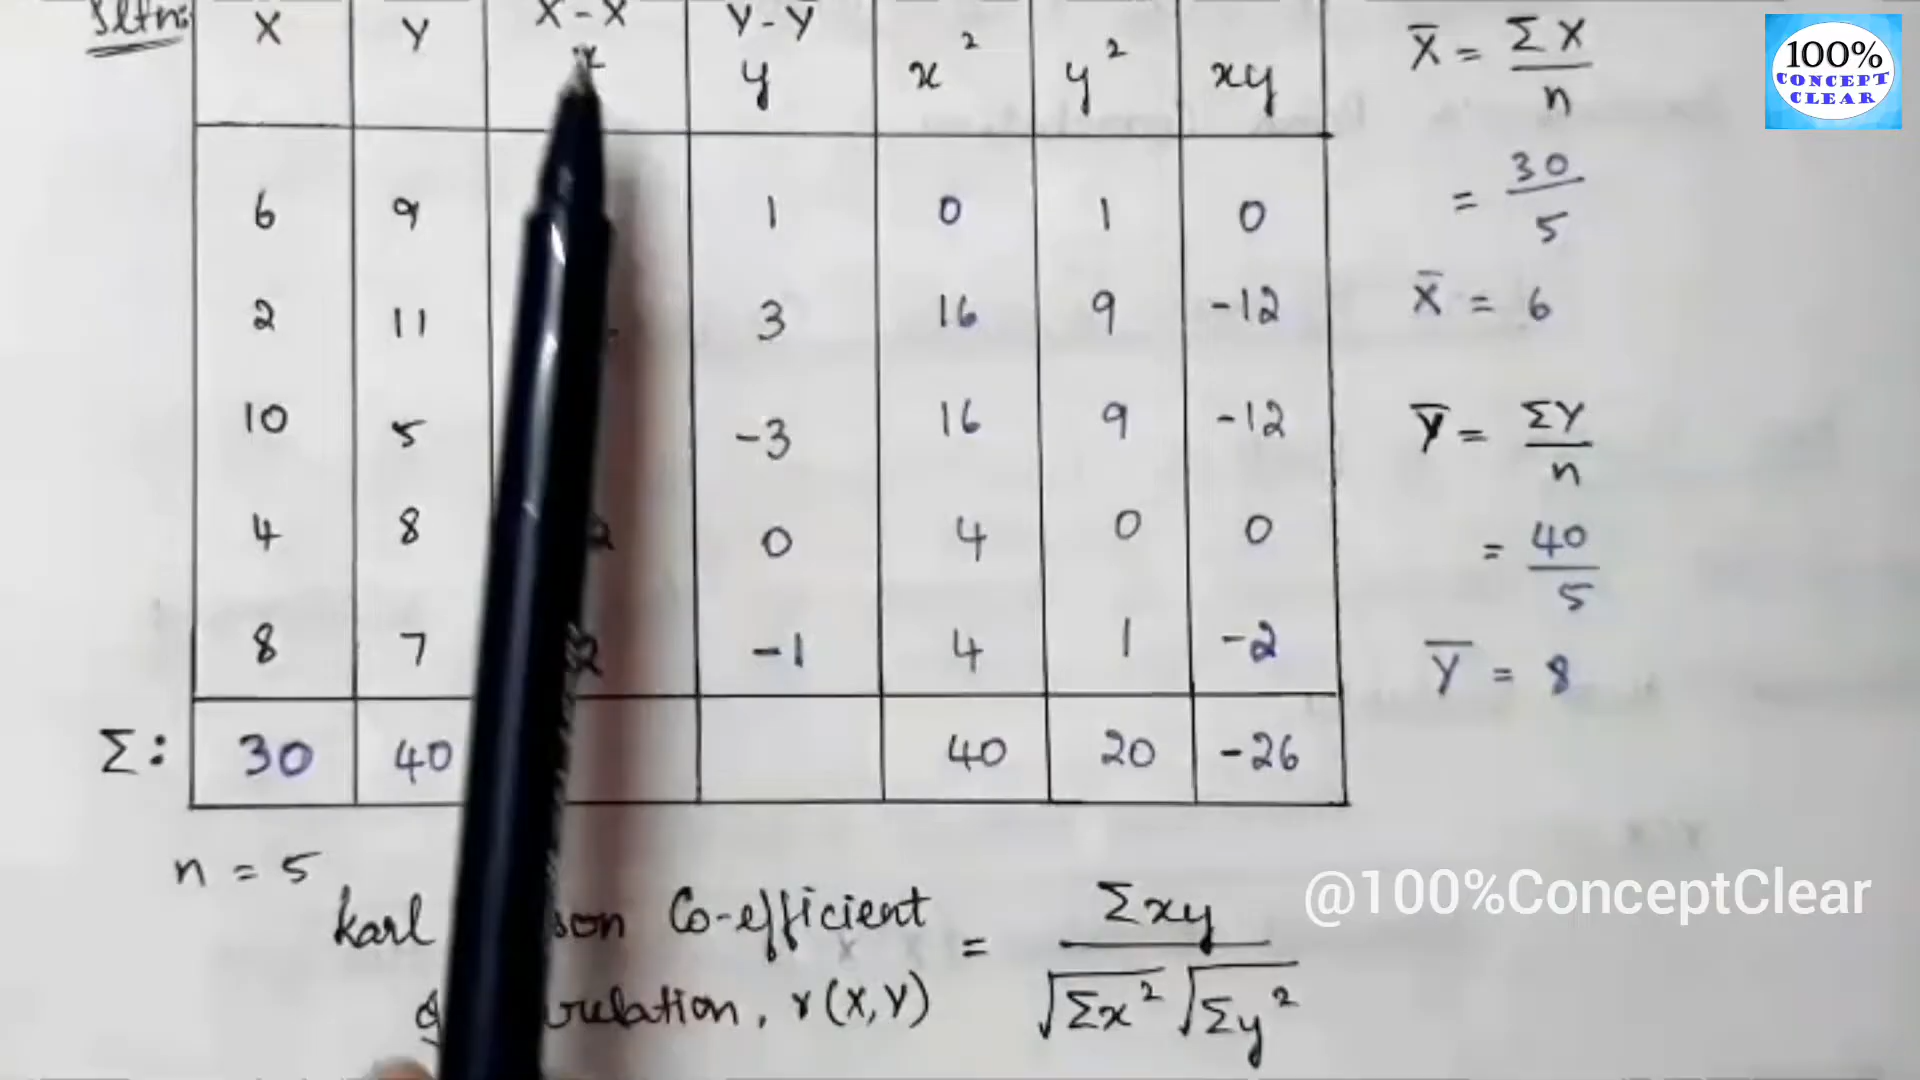 Sltn:
X Y X - X̄ Y - Ȳ x² y² xy
y
6 9 1 0 1 0
2 11 3 16 9 -12
10 5 -3 16 9 -12
4 8 0 4 0 0
8 7 2 -1 4 1 -2
Σ: 30 40 40 20 -26
n = 5
Karl Co-efficient = Σxy
r(X,Y) √Σx² √Σy²
X̄ = ΣX
n
= 30
5
X̄ = 6
Ȳ = ΣY
n
= 40
5
Ȳ = 8
100%
CONCEPT
CLEAR
@100%ConceptClear